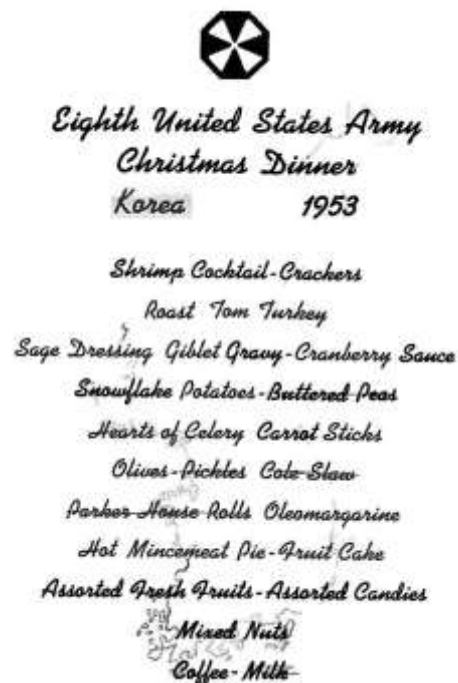 Eighth United States Army
Christmas Dinner
Korea 1953
Shrimp Cocktail-Crackers
Roast Tom Turkey
Sage Dressing Giblet Gravy-Cranberry Sauce
Snowflake Potatoes-Buttered Peas
Hearts of Celery Carrot Sticks
Olives-Pickles Cole Slaw
Parker House Rolls Oleomargarine
Hot Mincemeat Pie-Fruit Cake
Assorted Fresh Fruits-Assorted Candies
Mixed Nuts
Coffee-Milk